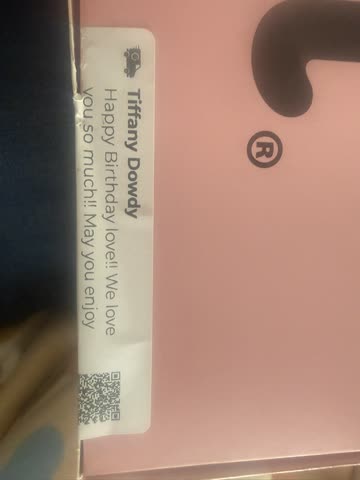 Tiffany Dowdy
Happy Birthday love!! We love
you so much!! May you enjoy
®